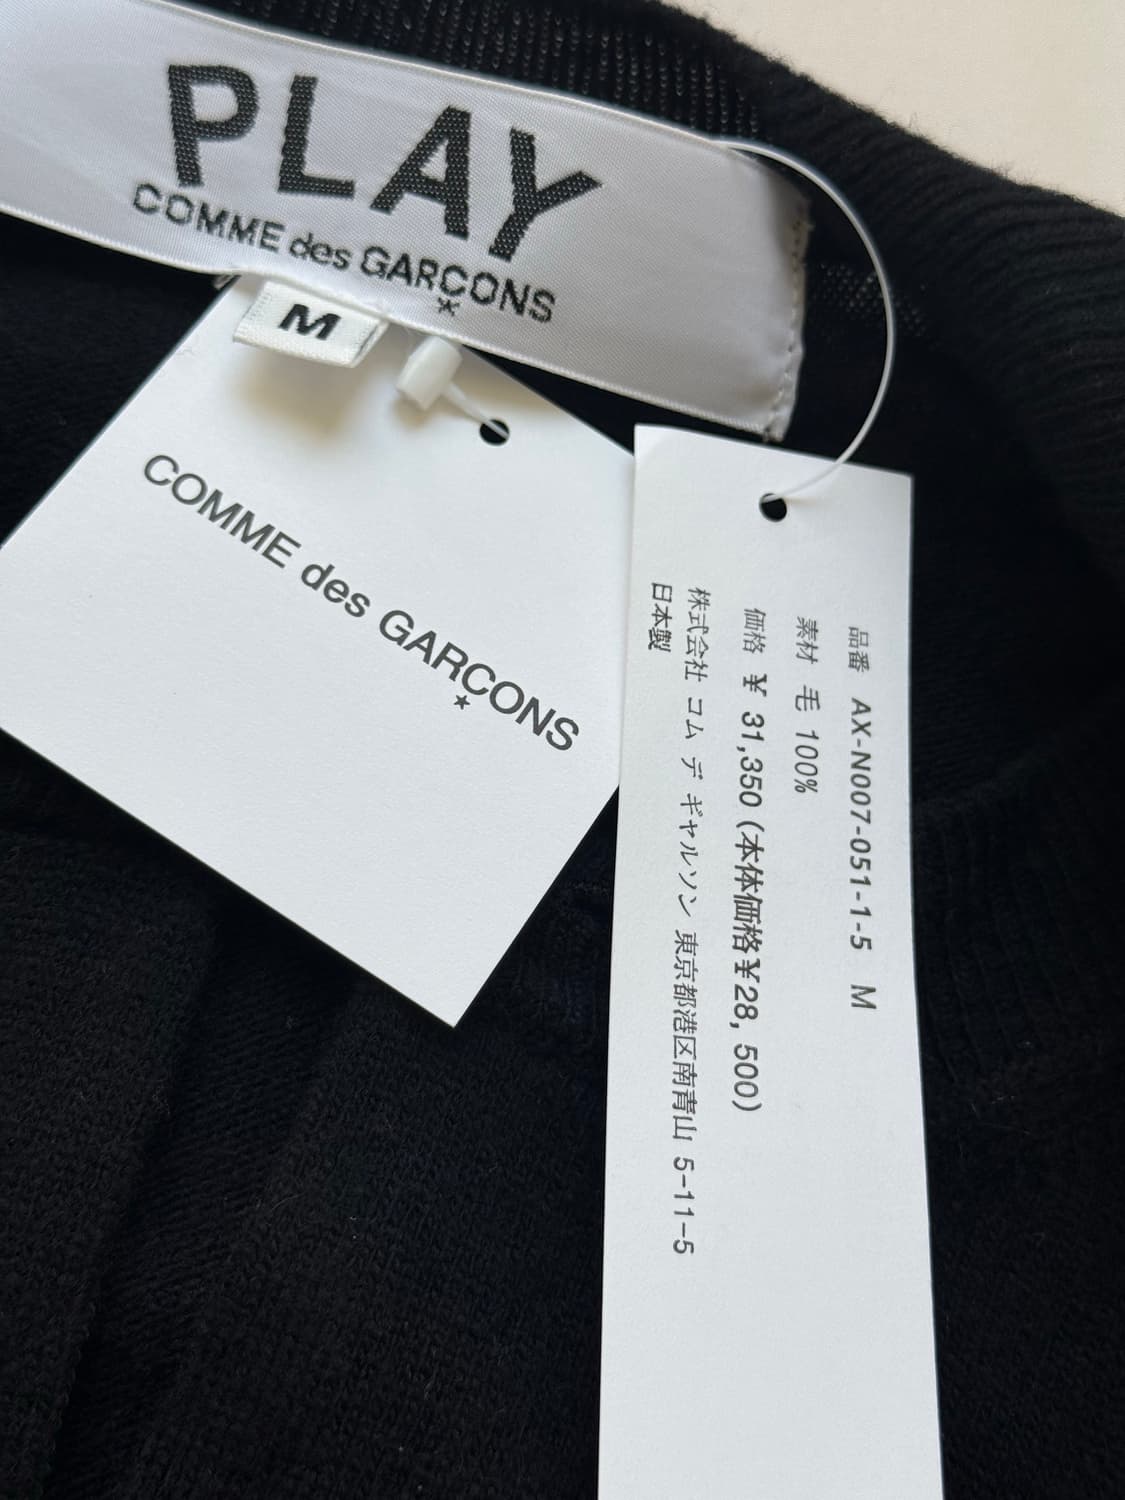 PLAY
COMME des GARÇONS
M
COMME des GARÇONS
品番 AX-N007-051-1-5 M
素材 毛 100%
価格 ¥ 31,350 (本体価格¥28, 500)
株式会社 コム デ ギャルソン 東京都港区南青山 5-11-5
日本製